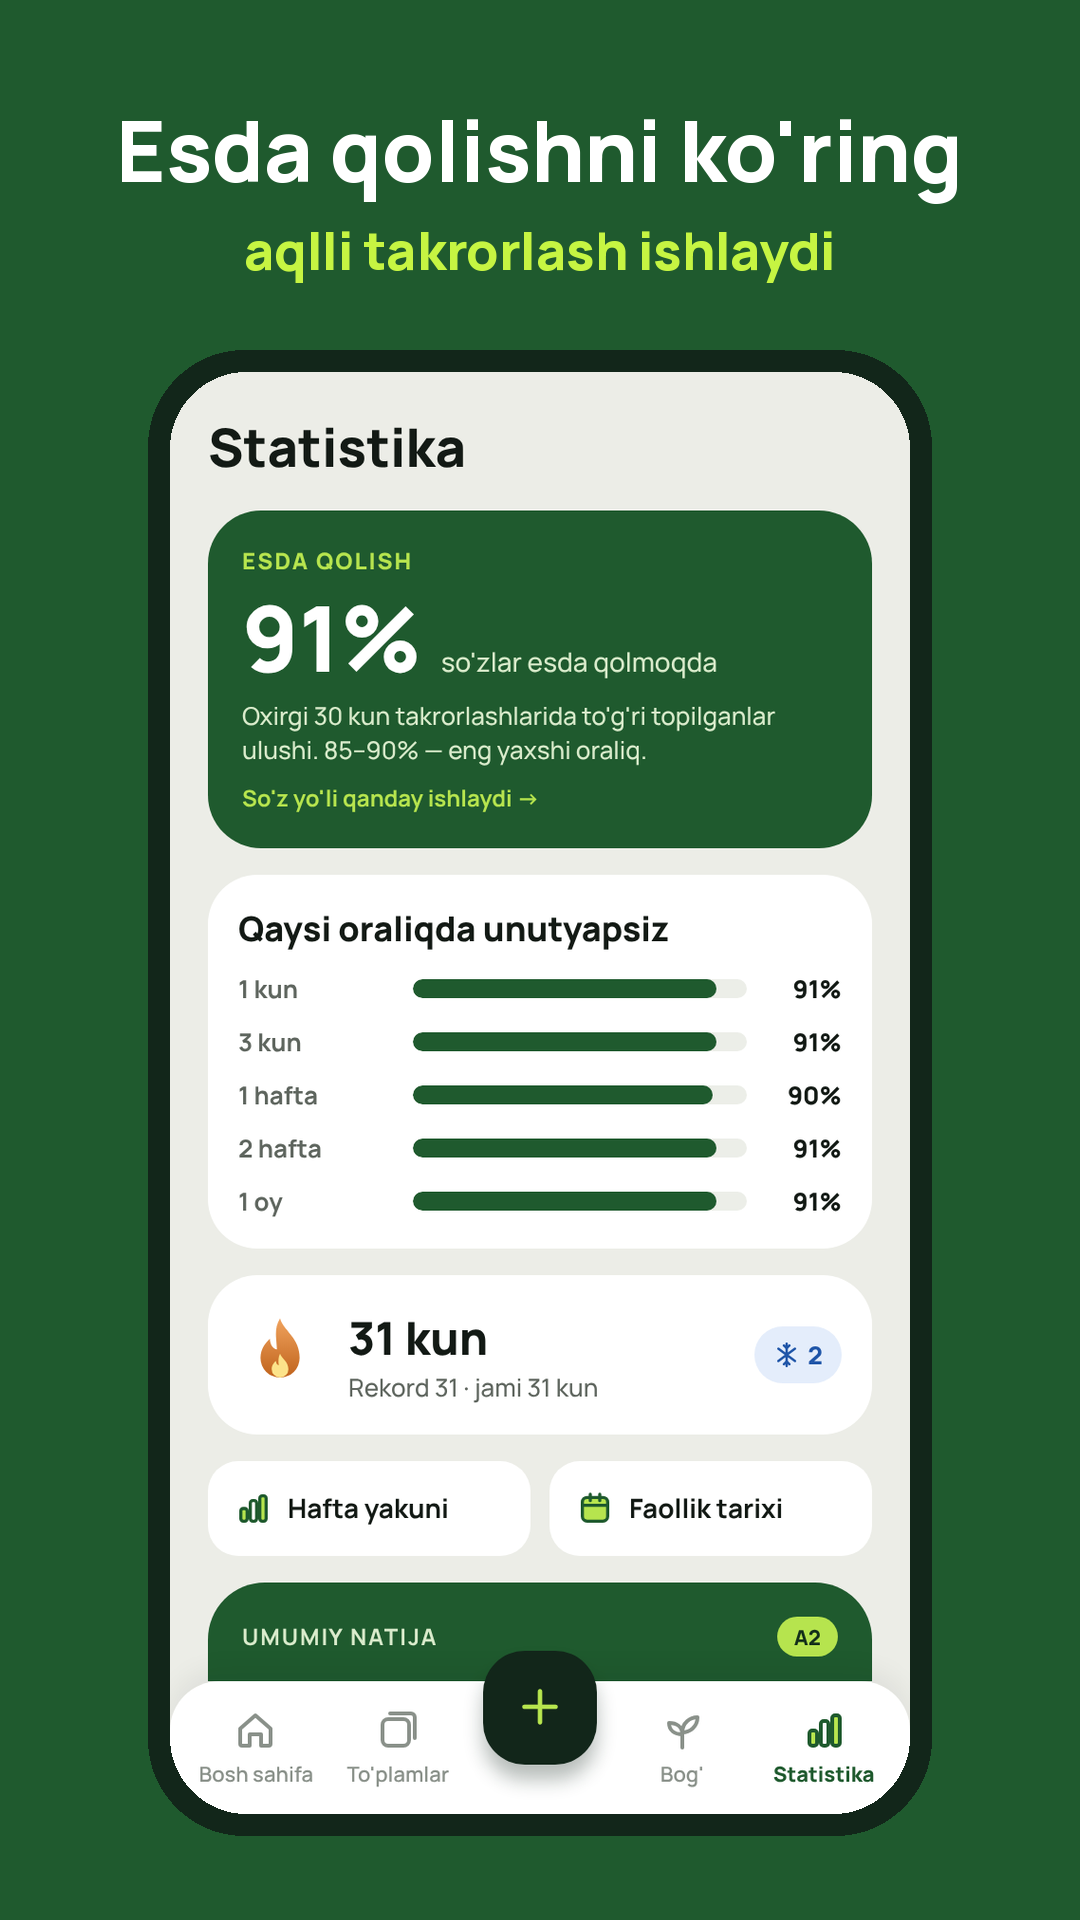 Esda qolishni ko'ring
aqlli takrorlash ishlaydi
Statistika
ESDA QOLISH
91% so'zlar esda qolmoqda
Oxirgi 30 kun takrorlashlarida to'g'ri topilganlar
ulushi. 85–90% — eng yaxshi oraliq.
So'z yo'li qanday ishlaydi →
Qaysi oraliqda unutyapsiz
1 kun 91%
3 kun 91%
1 hafta 90%
2 hafta 91%
1 oy 91%
31 kun
Rekord 31 · jami 31 kun
2
Hafta yakuni
Faollik tarixi
UMUMIY NATIJA A2
Bosh sahifa To'plamlar Bog' Statistika